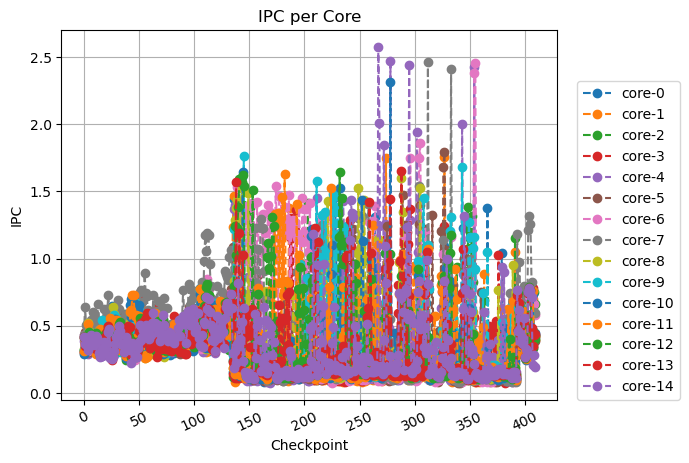 IPC per Core
IPC
2.5
2.0
1.5
1.0
0.5
0.0
0
50
100
150
200
250
300
350
400
Checkpoint
core-0
core-1
core-2
core-3
core-4
core-5
core-6
core-7
core-8
core-9
core-10
core-11
core-12
core-13
core-14